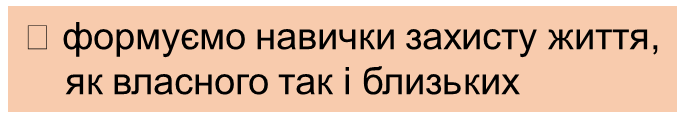 формуємо навички захисту життя,
як власного так і близьких